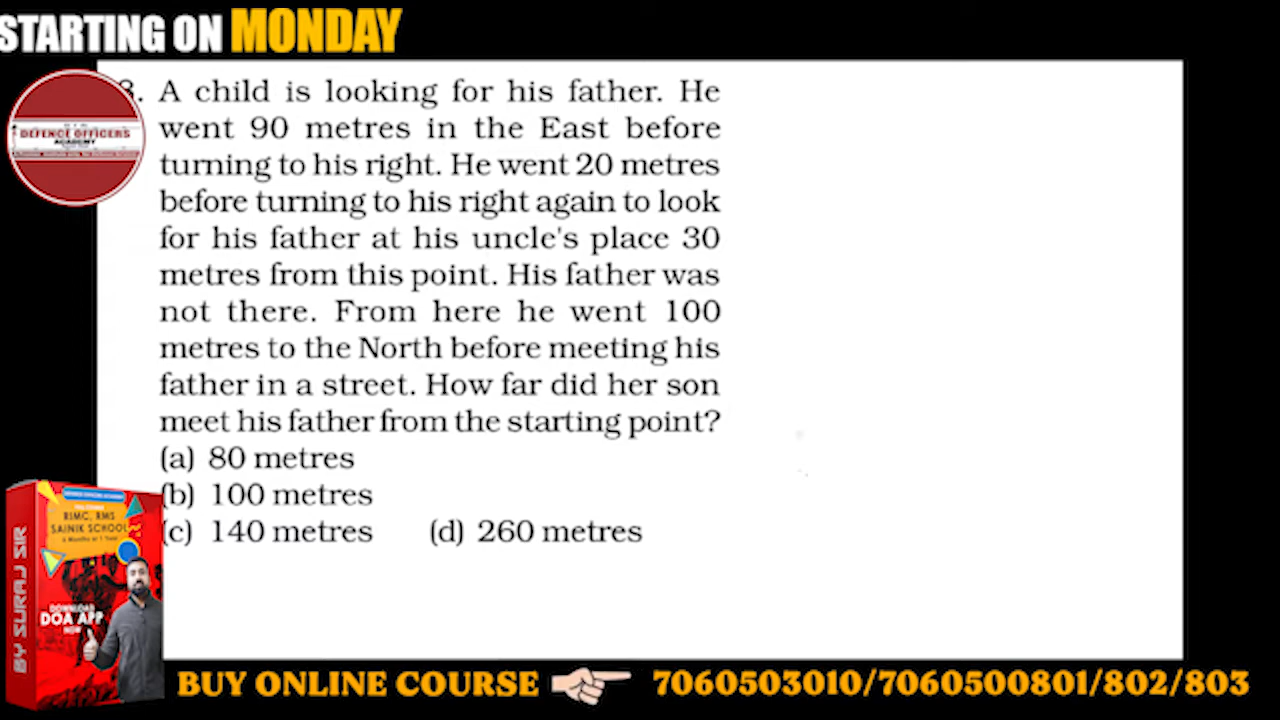 STARTING ON MONDAY
3. A child is looking for his father. He
went 90 metres in the East before
turning to his right. He went 20 metres
before turning to his right again to look
for his father at his uncle's place 30
metres from this point. His father was
not there. From here he went 100
metres to the North before meeting his
father in a street. How far did her son
meet his father from the starting point?
(a) 80 metres
(b) 100 metres
(c) 140 metres (d) 260 metres
DEFENCE OFFICERS
ACADEMY
RIMC, RMS
SAINIK SCHOOL
BY SURAJ SIR
DOWNLOAD
DOA APP
NOW
BUY ONLINE COURSE 7060503010/7060500801/802/803